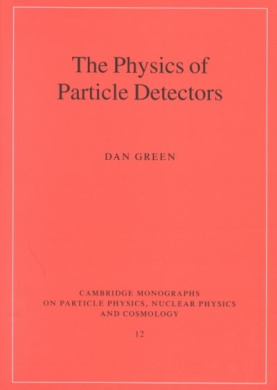 The Physics of
Particle Detectors
DAN GREEN
CAMBRIDGE MONOGRAPHS
ON PARTICLE PHYSICS, NUCLEAR PHYSICS
AND COSMOLOGY
12